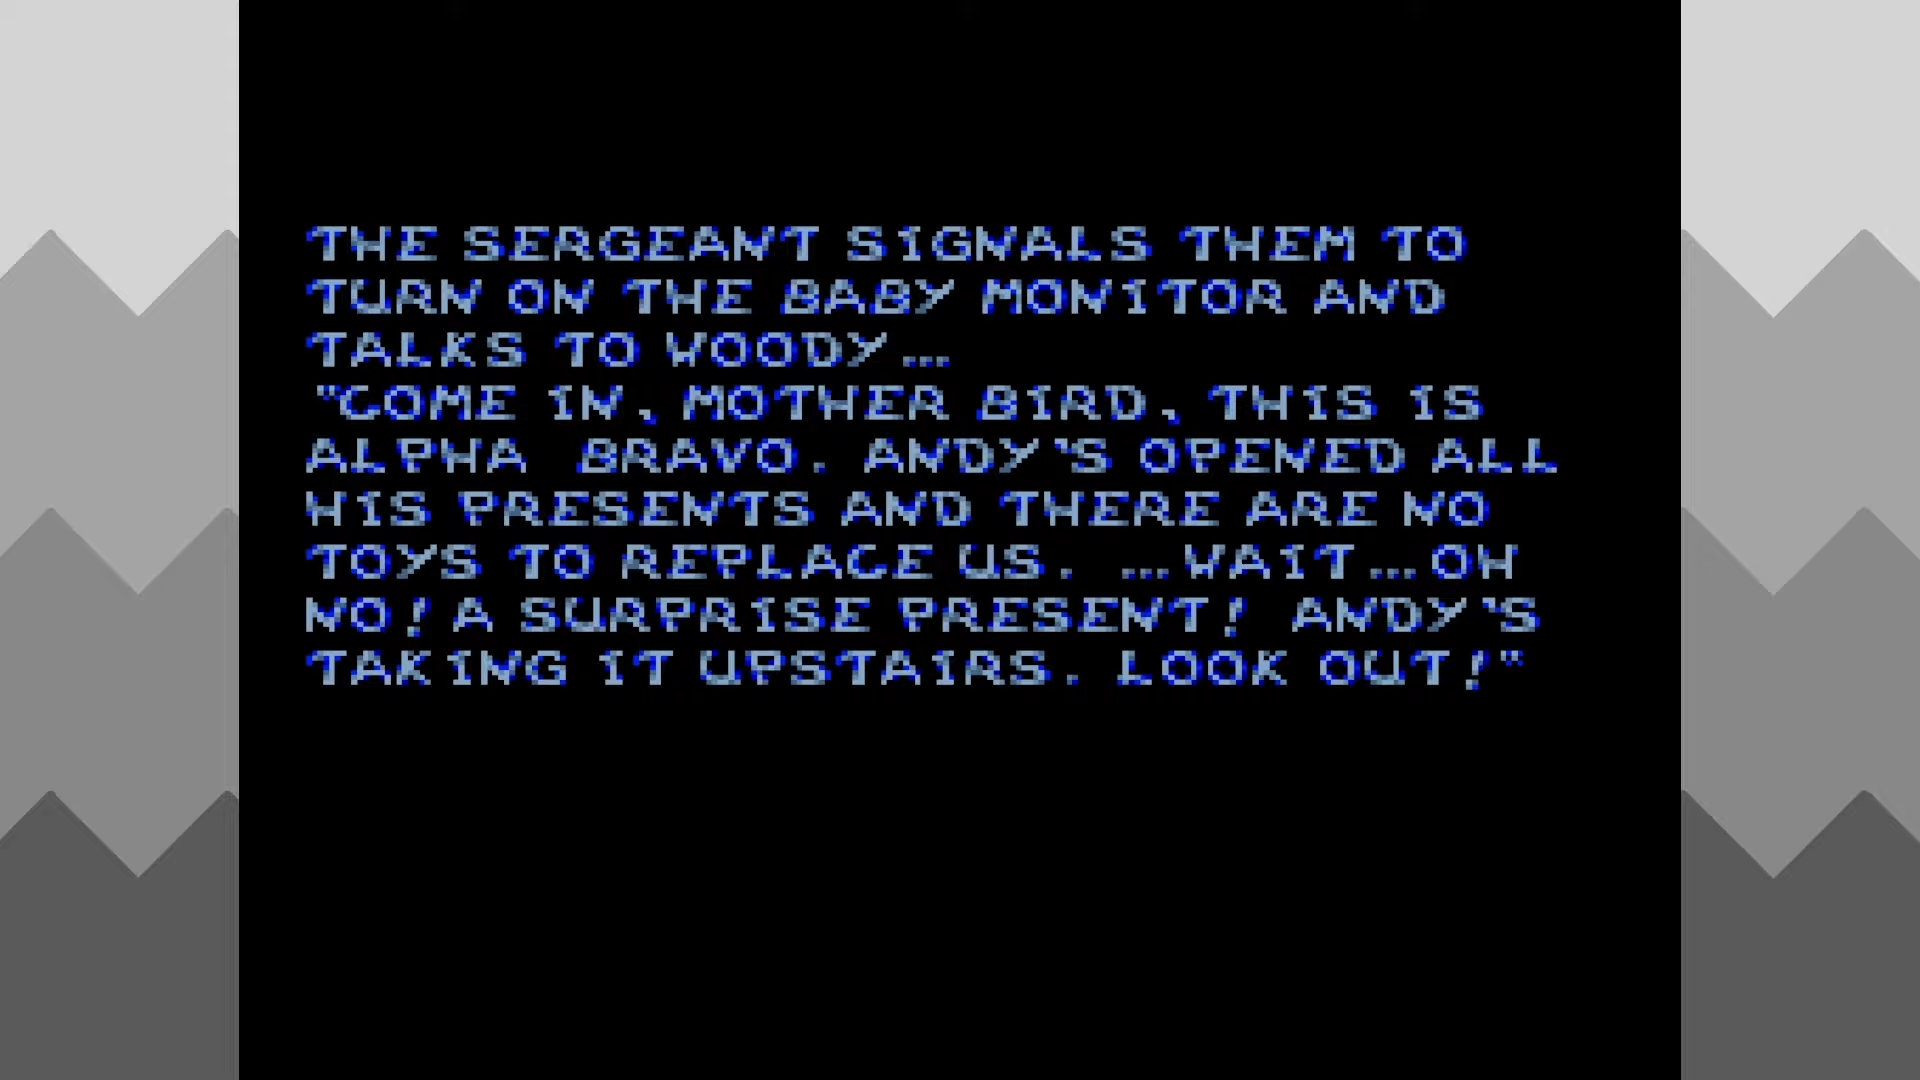 THE SERGEANT SIGNALS THEM TO
TURN ON THE BABY MONITOR AND
TALKS TO WOODY...
"COME IN, MOTHER BIRD, THIS IS
ALPHA  BRAVO. ANDY'S OPENED ALL
HIS PRESENTS AND THERE ARE NO
TOYS TO REPLACE US. ...WAIT...OH
NO! A SURPRISE PRESENT! ANDY'S
TAKING IT UPSTAIRS. LOOK OUT!"